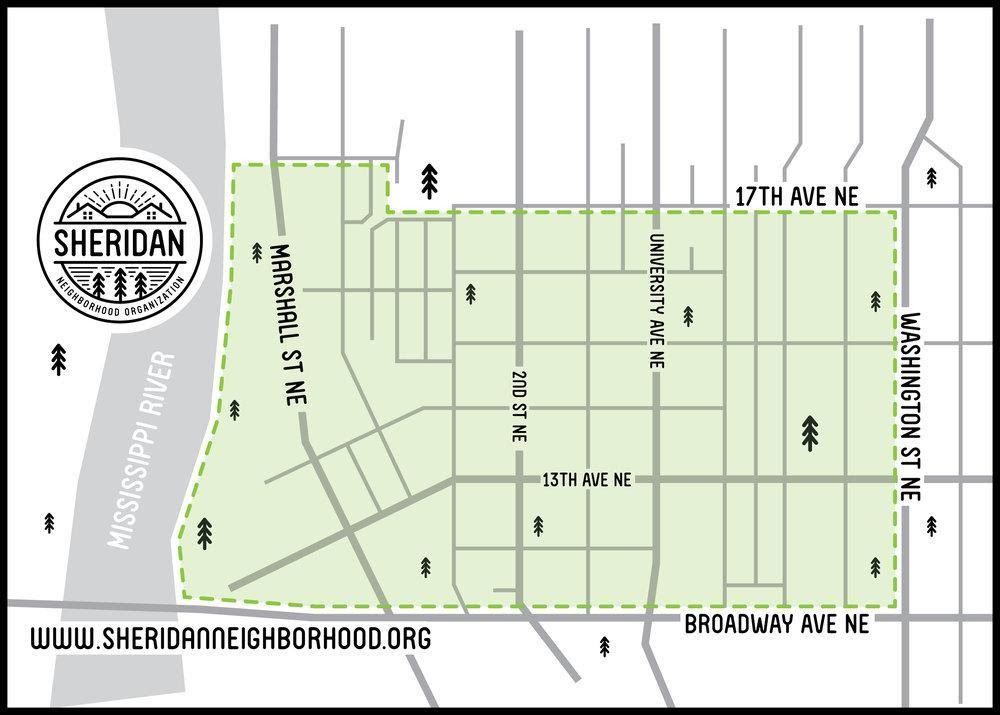 17TH AVE NE
SHERIDAN
NEIGHBORHOOD ORGANIZATION
MARSHALL ST NE
UNIVERSITY AVE NE
WASHINGTON ST NE
MISSISSIPPI RIVER
2ND ST NE
13TH AVE NE
BROADWAY AVE NE
WWW.SHERIDANNEIGHBORHOOD.ORG